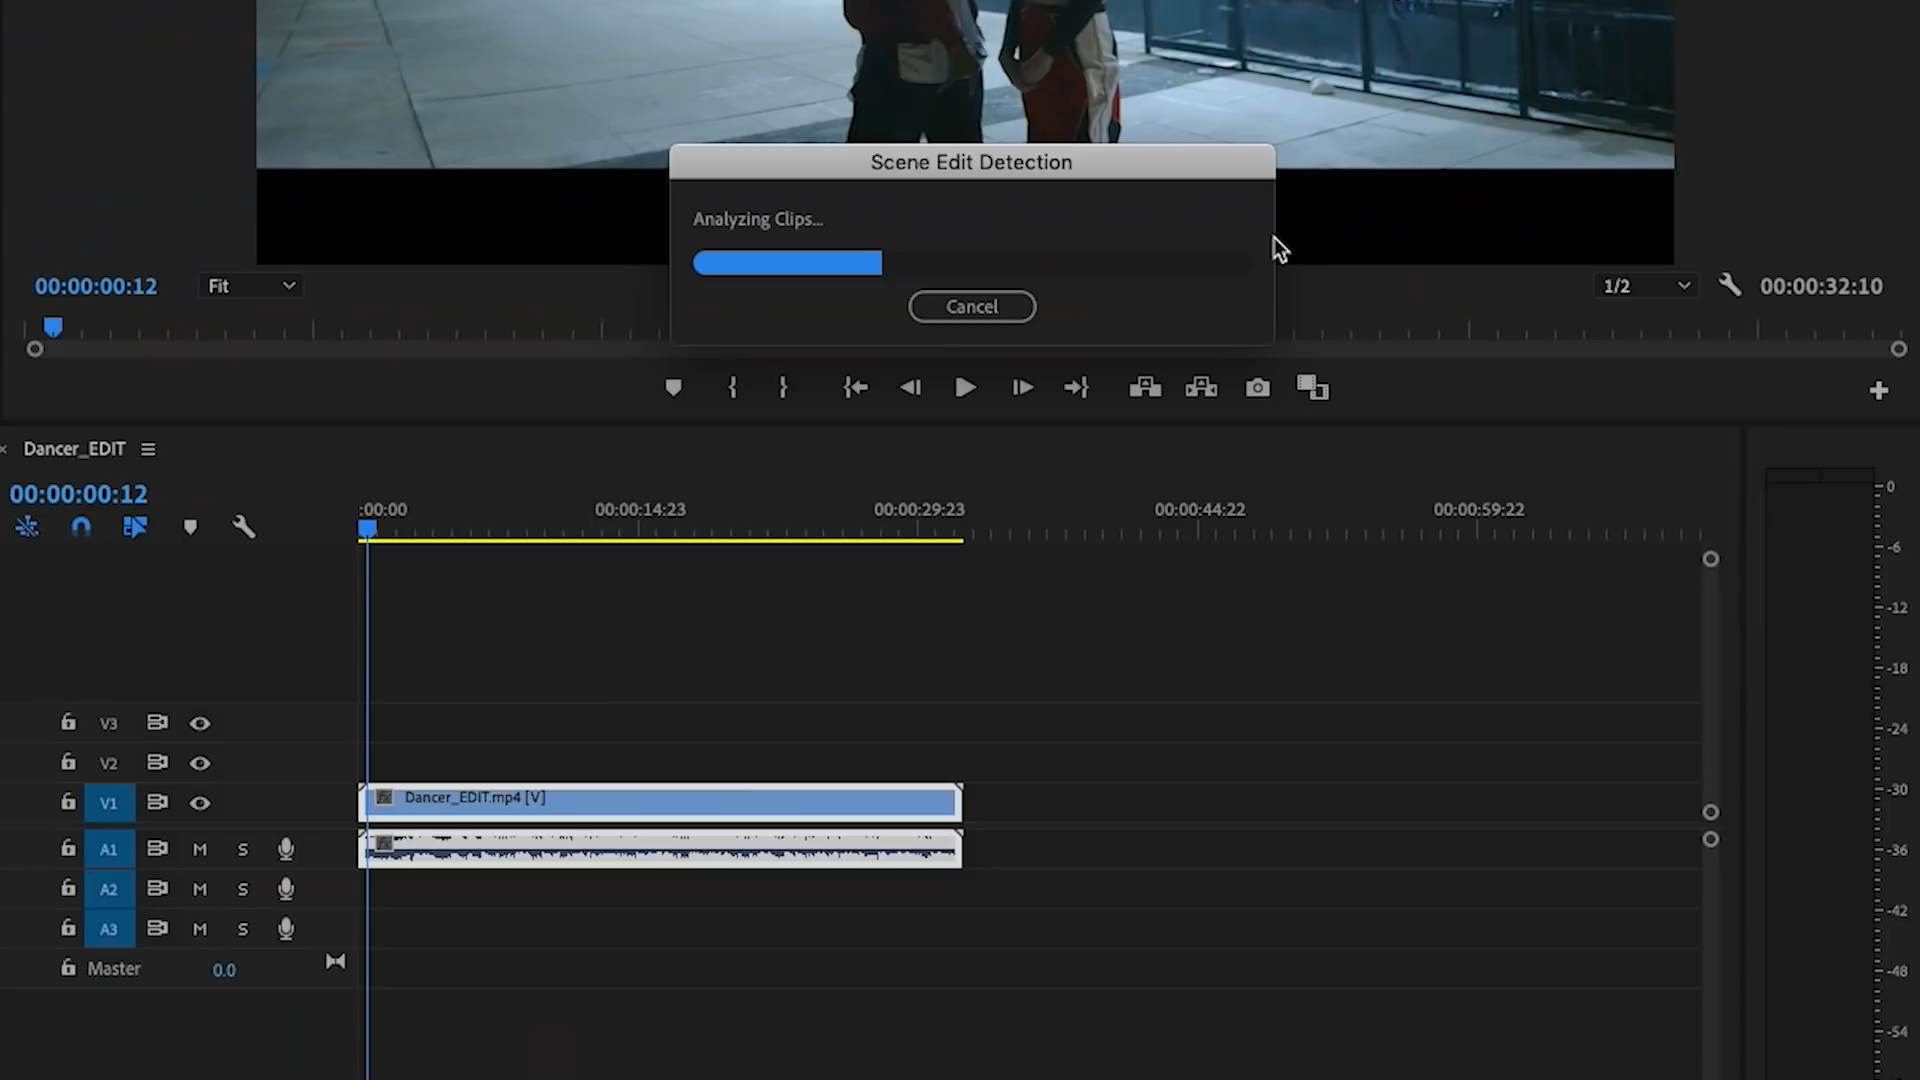 Scene Edit Detection
Analyzing Clips...
Cancel
00:00:00:12
Fit
1/2
00:00:32:10
Dancer_EDIT
00:00:00:12
:00:00
00:00:14:23
00:00:29:23
00:00:44:22
00:00:59:22
V3
V2
V1
fx Dancer_EDIT.mp4 [V]
A1 M S
fx
A2 M S
A3 M S
Master 0.0
0
-6
-12
-18
-24
-30
-36
-42
-48
-54